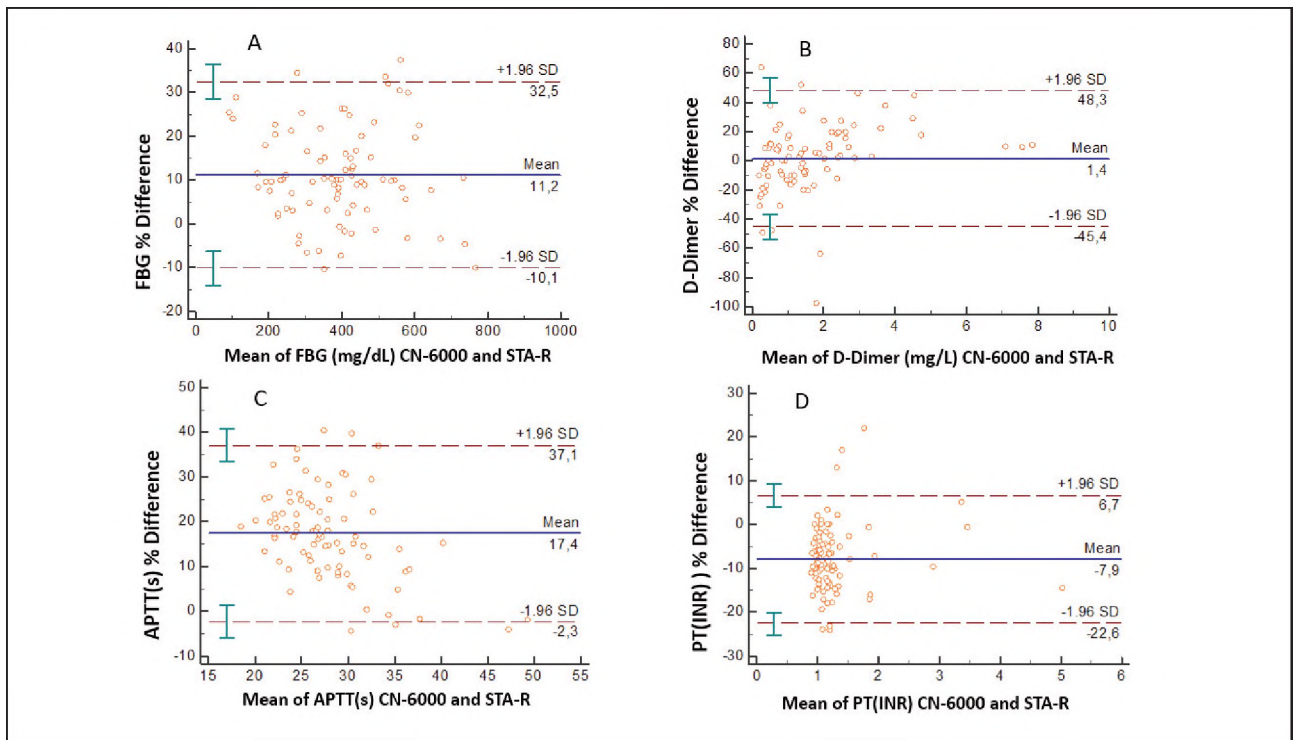 A
FBG % Difference
40
30
20
10
0
-10
-20
+1.96 SD
32,5
Mean
11,2
-1.96 SD
-10,1
0 200 400 600 800 1000
Mean of FBG (mg/dL) CN-6000 and STA-R
B
D-Dimer % Difference
80
60
40
20
0
-20
-40
-60
-80
-100
+1.96 SD
48,3
Mean
1,4
-1.96 SD
-45,4
0 2 4 6 8 10
Mean of D-Dimer (mg/L) CN-6000 and STA-R
C
APTT(s) % Difference
50
40
30
20
10
0
-10
+1.96 SD
37,1
Mean
17,4
-1.96 SD
-2,3
15 20 25 30 35 40 45 50 55
Mean of APTT(s) CN-6000 and STA-R
D
PT(INR) ) % Difference
30
20
10
0
-10
-20
-30
+1.96 SD
6,7
Mean
-7,9
-1.96 SD
-22,6
0 1 2 3 4 5 6
Mean of PT(INR) CN-6000 and STA-R